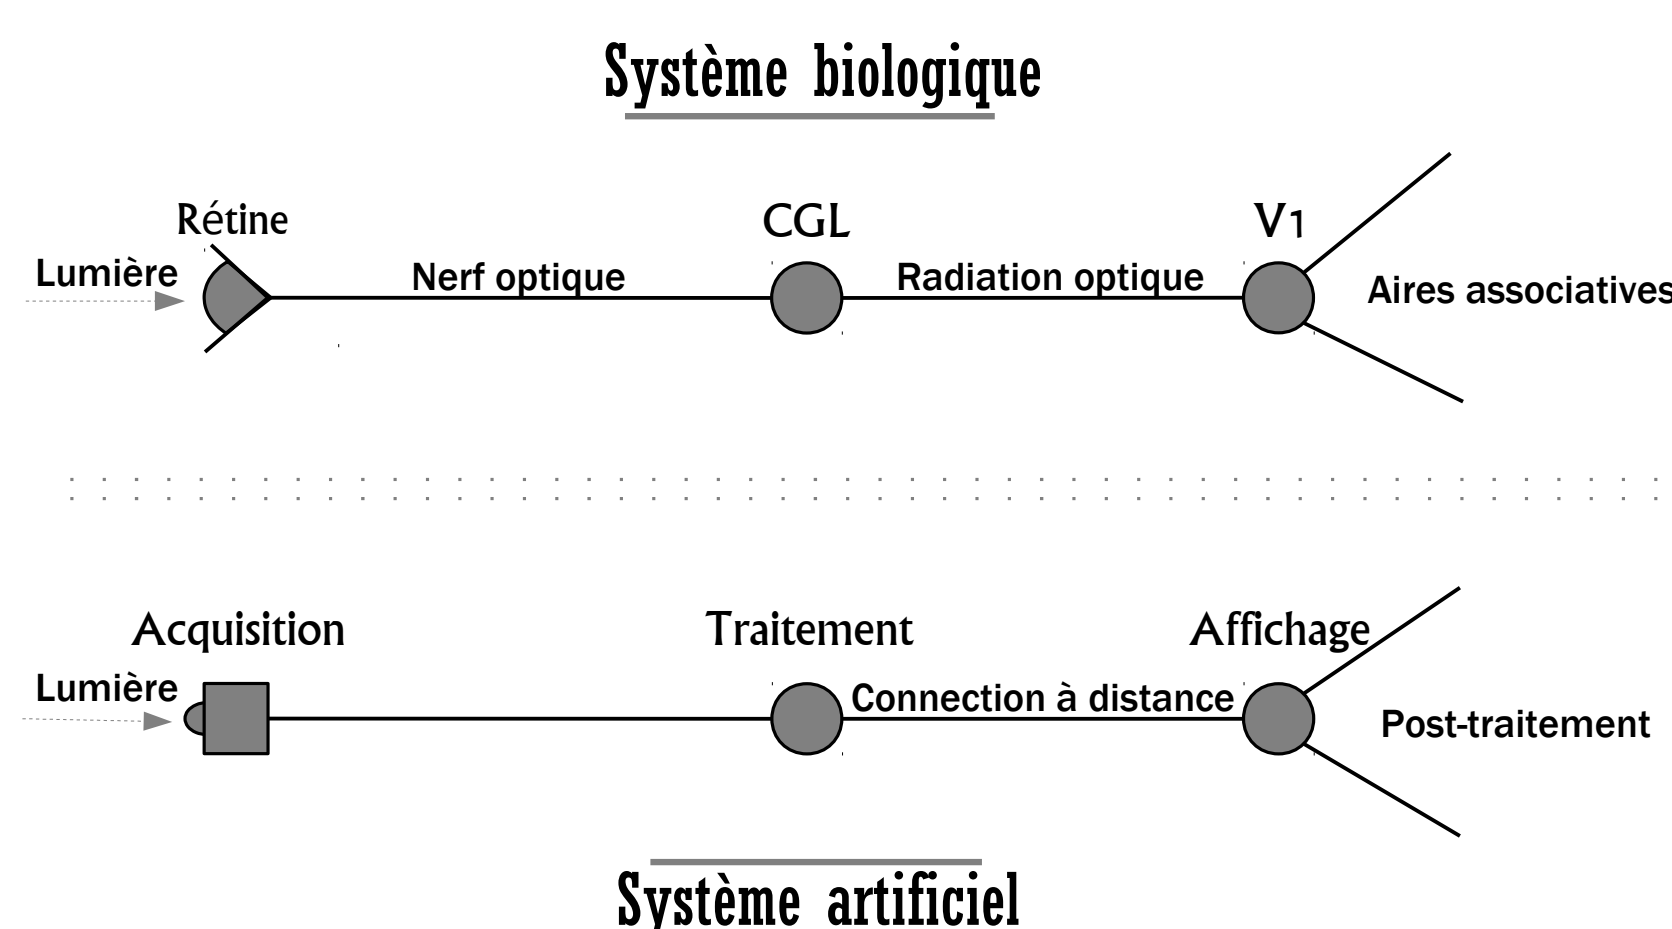 Système biologique
Rétine
CGL
V1
Lumière
Nerf optique
Radiation optique
Aires associatives
Acquisition
Traitement
Affichage
Lumière
Connection à distance
Post-traitement
Système artificiel